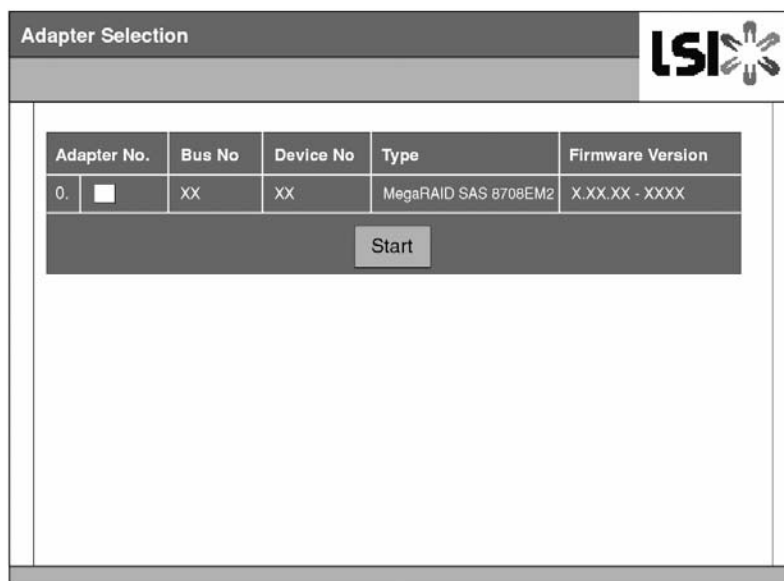 Adapter Selection
LSI
Adapter No. Bus No Device No Type Firmware Version
0. XX XX MegaRAID SAS 8708EM2 X.XX.XX - XXXX
Start